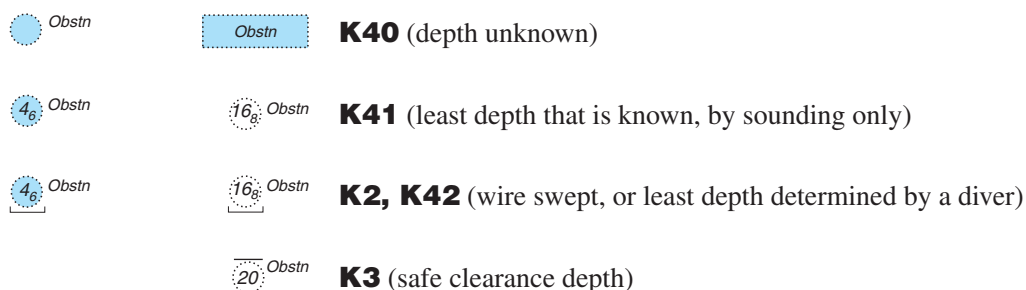 Obstn Obstn K40 (depth unknown)
4₆ Obstn 16₈ Obstn K41 (least depth that is known, by sounding only)
4₆ Obstn 16₈ Obstn K2, K42 (wire swept, or least depth determined by a diver)
20 Obstn K3 (safe clearance depth)